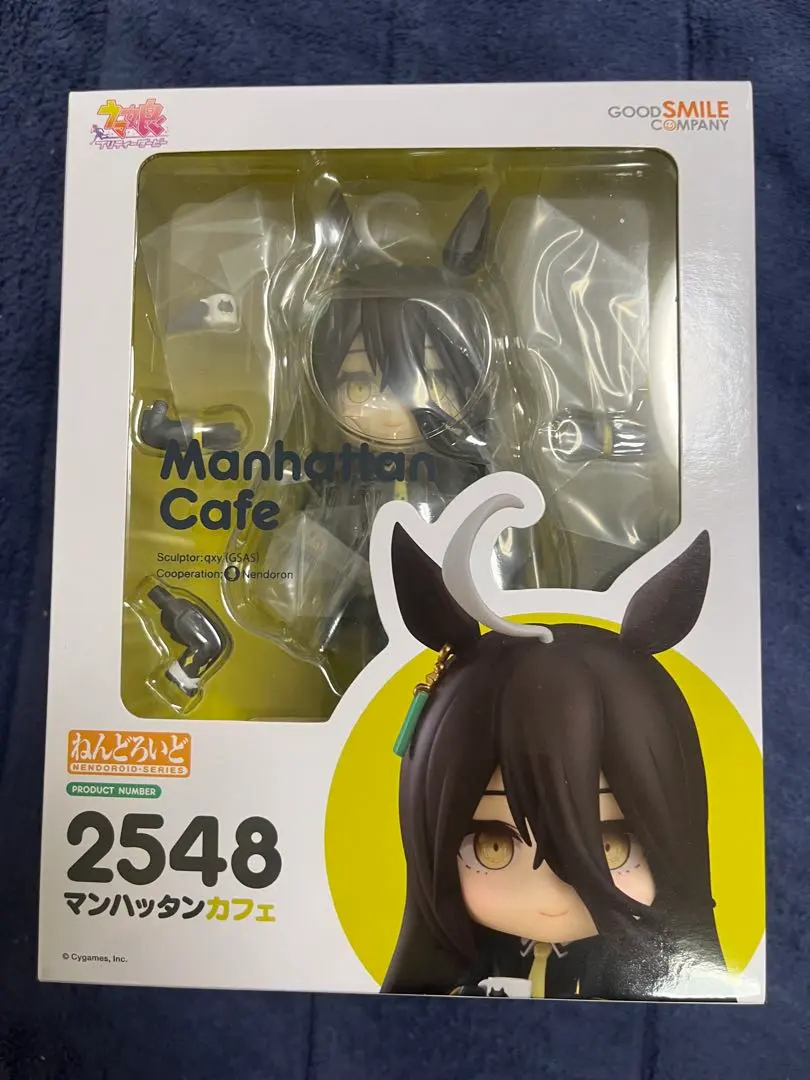 ウマ娘
プリティーダービー
GOOD SMILE
COMPANY
Manhattan
Cafe
Sculptor:qxy.(GSAS)
Cooperation: Nendoron
ねんどろいど
NENDOROID-SERIES
PRODUCT NUMBER
2548
マンハッタンカフェ
© Cygames, Inc.